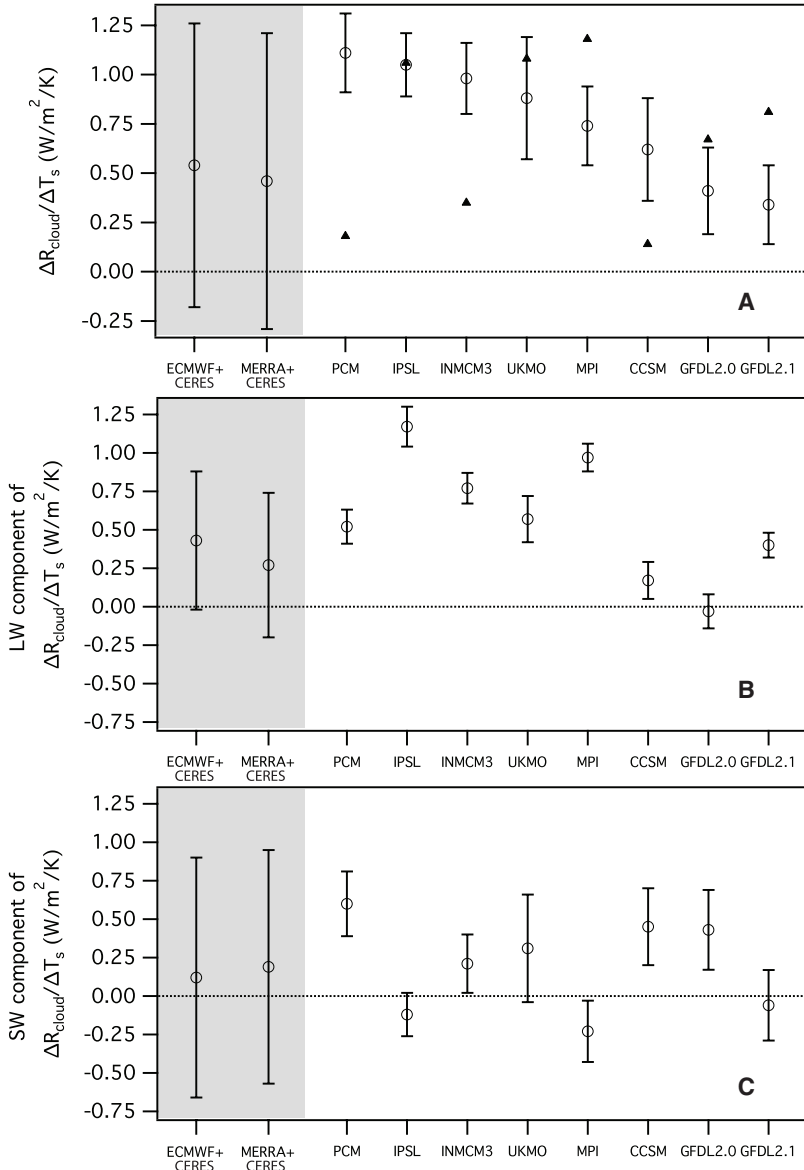 ΔR_cloud/ΔT_s (W/m²/K)
1.25
1.00
0.75
0.50
0.25
0.00
-0.25
A
ECMWF+ CERES
MERRA+ CERES
PCM
IPSL
INMCM3
UKMO
MPI
CCSM
GFDL2.0
GFDL2.1
LW component of
ΔR_cloud/ΔT_s (W/m²/K)
1.25
1.00
0.75
0.50
0.25
0.00
-0.25
-0.50
-0.75
B
ECMWF+ CERES
MERRA+ CERES
PCM
IPSL
INMCM3
UKMO
MPI
CCSM
GFDL2.0
GFDL2.1
SW component of
ΔR_cloud/ΔT_s (W/m²/K)
1.25
1.00
0.75
0.50
0.25
0.00
-0.25
-0.50
-0.75
C
ECMWF+ CERES
MERRA+ CERES
PCM
IPSL
INMCM3
UKMO
MPI
CCSM
GFDL2.0
GFDL2.1